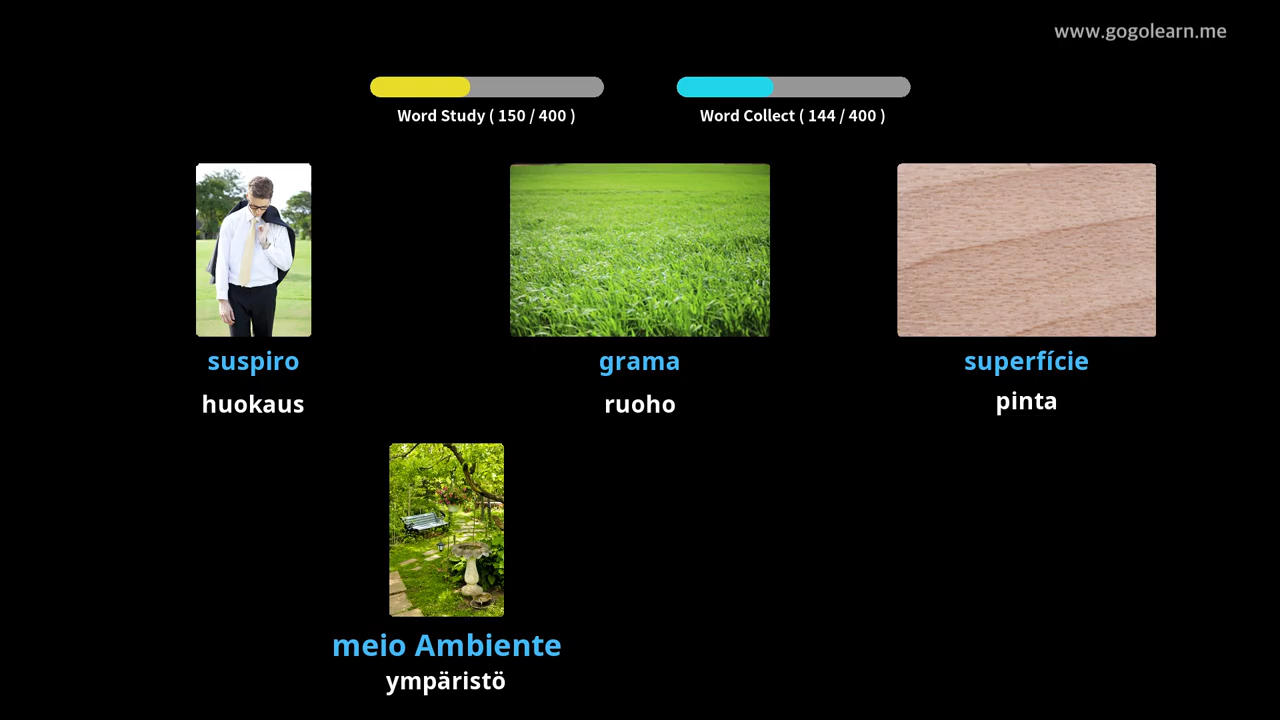 www.gogolearn.me
Word Study ( 150 / 400 )
Word Collect ( 144 / 400 )
suspiro
huokaus
grama
ruoho
superfície
pinta
meio Ambiente
ympäristö